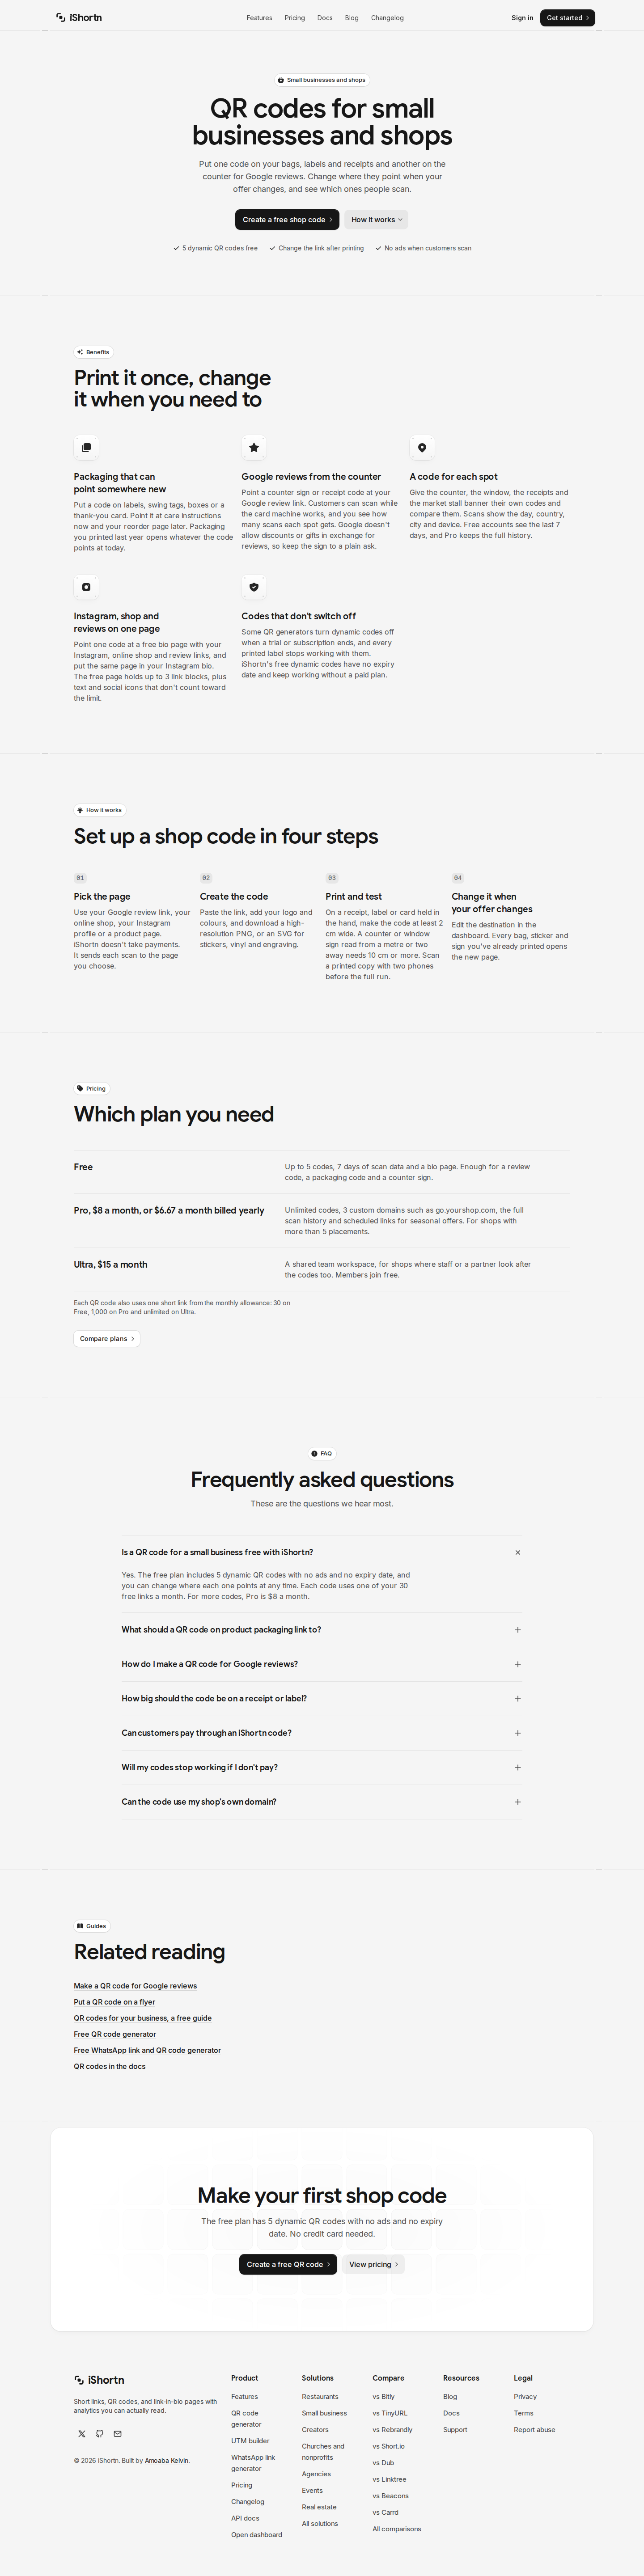 iShortn
Features
Pricing
Docs
Blog
Changelog
Sign in
Get started
Small businesses and shops
QR codes for small
businesses and shops
Put one code on your bags, labels and receipts and another on the
counter for Google reviews. Change where they point when your
offer changes, and see which ones people scan.
Create a free shop code
How it works
5 dynamic QR codes free
Change the link after printing
No ads when customers scan
Benefits
Print it once, change
it when you need to
Packaging that can
point somewhere new
Put a code on labels, swing tags, boxes or a
thank-you card. Point it at care instructions
now and your reorder page later. Packaging
you printed last year opens whatever the code
points at today.
Google reviews from the counter
Point a counter sign or receipt code at your
Google review link. Customers can scan while
the card machine works, and you see how
many scans each spot gets. Google doesn't
allow discounts or gifts in exchange for
reviews, so keep the sign to a plain ask.
A code for each spot
Give the counter, the window, the receipts and
the market stall banner their own codes and
compare them. Scans show the day, country,
city and device. Free accounts see the last 7
days, and Pro keeps the full history.
Instagram, shop and
reviews on one page
Point one code at a free bio page with your
Instagram, online shop and review links, and
put the same page in your Instagram bio.
The free page holds up to 3 link blocks, plus
text and social icons that don't count toward
the limit.
Codes that don't switch off
Some QR generators turn dynamic codes off
when a trial or subscription ends, and every
printed label stops working with them.
iShortn's free dynamic codes have no expiry
date and keep working without a paid plan.
How it works
Set up a shop code in four steps
01
Pick the page
Use your Google review link, your
online shop, your Instagram
profile or a product page.
iShortn doesn't take payments.
It sends each scan to the page
you choose.
02
Create the code
Paste the link, add your logo and
colours, and download a high-
resolution PNG, or an SVG for
stickers, vinyl and engraving.
03
Print and test
On a receipt, label or card held in
the hand, make the code at least 2
cm wide. A counter or window
sign read from a metre or two
away needs 10 cm or more. Scan
a printed copy with two phones
before the full run.
04
Change it when
your offer changes
Edit the destination in the
dashboard. Every bag, sticker and
sign you've already printed opens
the new page.
Pricing
Which plan you need
Free
Up to 5 codes, 7 days of scan data and a bio page. Enough for a review
code, a packaging code and a counter sign.
Pro, $8 a month, or $6.67 a month billed yearly
Unlimited codes, 3 custom domains such as go.yourshop.com, the full
scan history and scheduled links for seasonal offers. For shops with
more than 5 placements.
Ultra, $15 a month
A shared team workspace, for shops where staff or a partner look after
the codes too. Members join free.
Each QR code also uses one short link from the monthly allowance: 30 on
Free, 1,000 on Pro and unlimited on Ultra.
Compare plans
FAQ
Frequently asked questions
These are the questions we hear most.
Is a QR code for a small business free with iShortn?
Yes. The free plan includes 5 dynamic QR codes with no ads and no expiry date, and
you can change where each one points at any time. Each code uses one of your 30
free links a month. For more codes, Pro is $8 a month.
What should a QR code on product packaging link to?
How do I make a QR code for Google reviews?
How big should the code be on a receipt or label?
Can customers pay through an iShortn code?
Will my codes stop working if I don't pay?
Can the code use my shop's own domain?
Guides
Related reading
Make a QR code for Google reviews
Put a QR code on a flyer
QR codes for your business, a free guide
Free QR code generator
Free WhatsApp link and QR code generator
QR codes in the docs
Make your first shop code
The free plan has 5 dynamic QR codes with no ads and no expiry
date. No credit card needed.
Create a free QR code
View pricing
iShortn
Short links, QR codes, and link-in-bio pages with
analytics you can actually read.
© 2026 iShortn. Built by Amoaba Kelvin.
Product
Features
QR code
generator
UTM builder
WhatsApp link
generator
Pricing
Changelog
API docs
Open dashboard
Solutions
Restaurants
Small business
Creators
Churches and
nonprofits
Agencies
Events
Real estate
All solutions
Compare
vs Bitly
vs TinyURL
vs Rebrandly
vs Short.io
vs Dub
vs Linktree
vs Beacons
vs Carrd
All comparisons
Resources
Blog
Docs
Support
Legal
Privacy
Terms
Report abuse